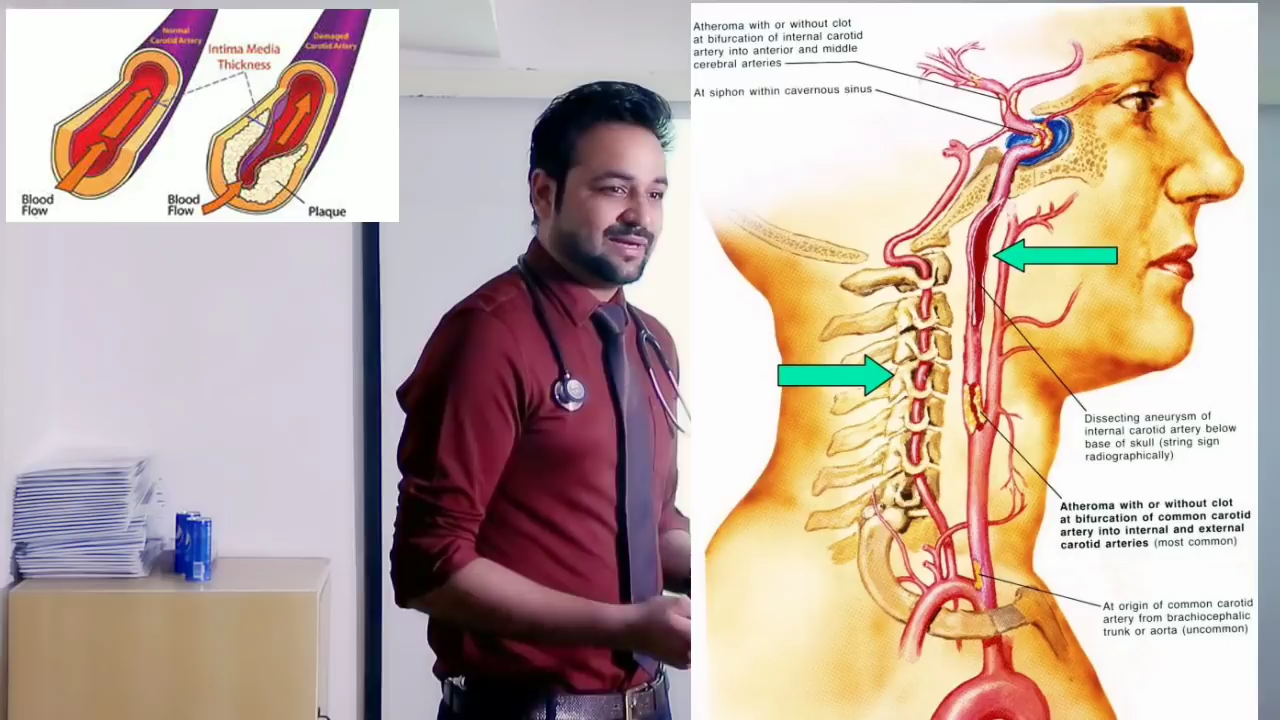 Normal
Carotid Artery
Damaged
Carotid Artery
Intima Media
Thickness
Blood
Flow
Blood
Flow
Plaque
Atheroma with or without clot
at bifurcation of internal carotid
artery into anterior and middle
cerebral arteries
At siphon within cavernous sinus
Dissecting aneurysm of
internal carotid artery below
base of skull (string sign
radiographically)
Atheroma with or without clot
at bifurcation of common carotid
artery into internal and external
carotid arteries (most common)
At origin of common carotid
artery from brachiocephalic
trunk or aorta (uncommon)